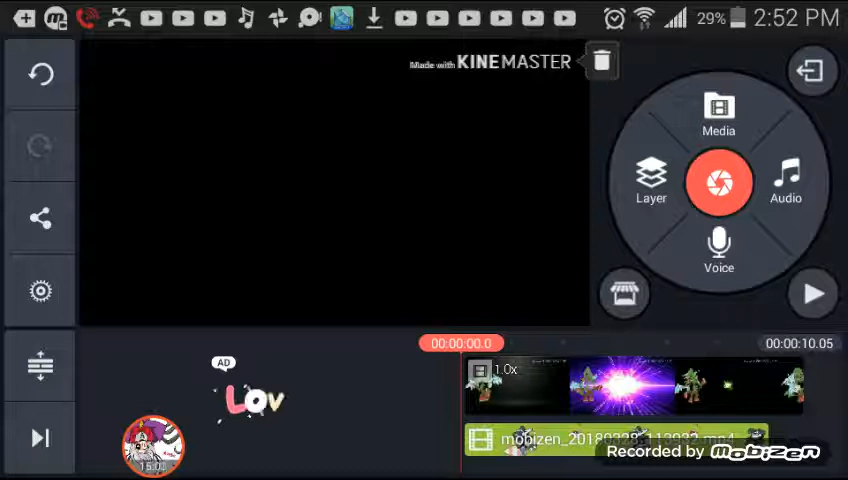 29% 2:52 PM
Made with KINEMASTER
Media
Layer
Audio
Voice
00:00:00.0
00:00:10.05
AD
LOV
1.0x
mobizen_20180328_113932.mp4
Recorded by mobizen